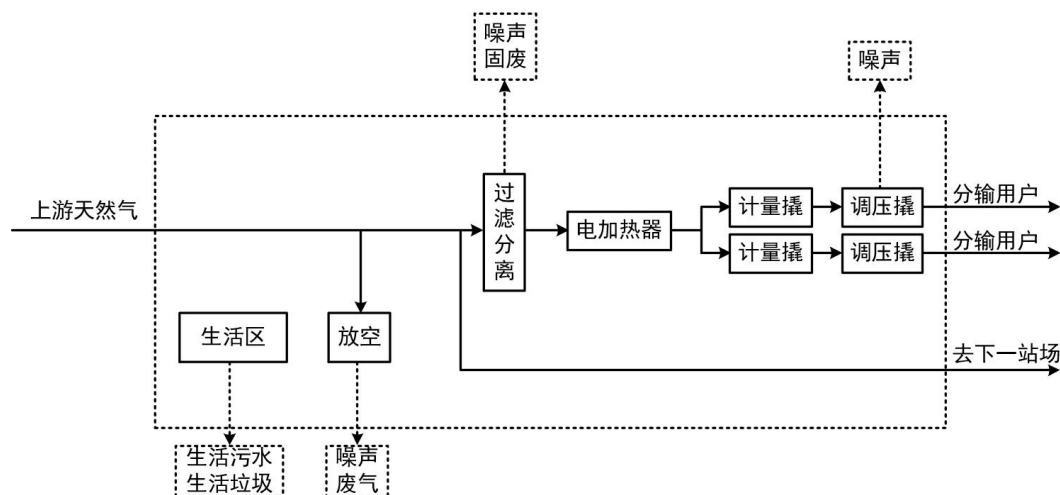 噪声
固废
噪声
上游天然气
过
滤
分
离
电加热器
计量撬
调压撬
分输用户
计量撬
调压撬
分输用户
生活区
放空
去下一站场
生活污水
生活垃圾
噪声
废气